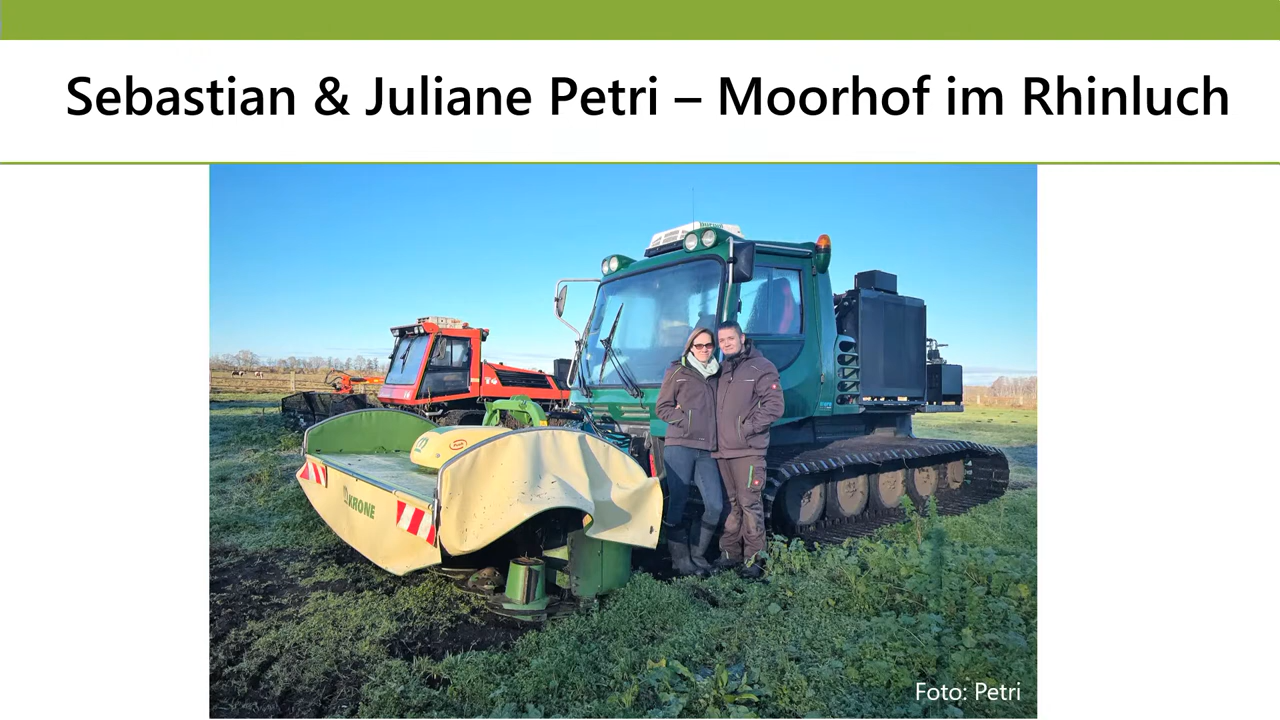 Sebastian & Juliane Petri – Moorhof im Rhinluch
KRONE
Foto: Petri